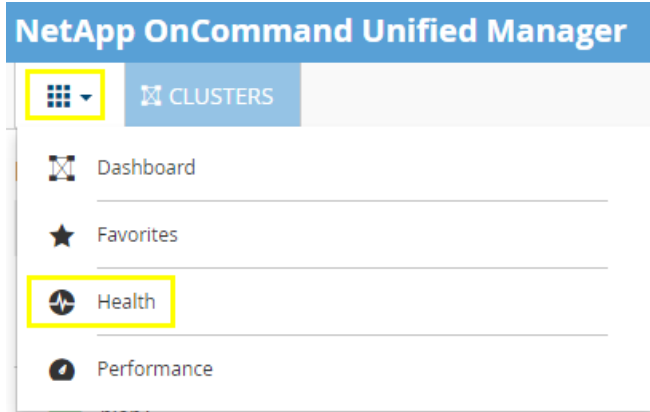 NetApp OnCommand Unified Manager
CLUSTERS
Dashboard
Favorites
Health
Performance